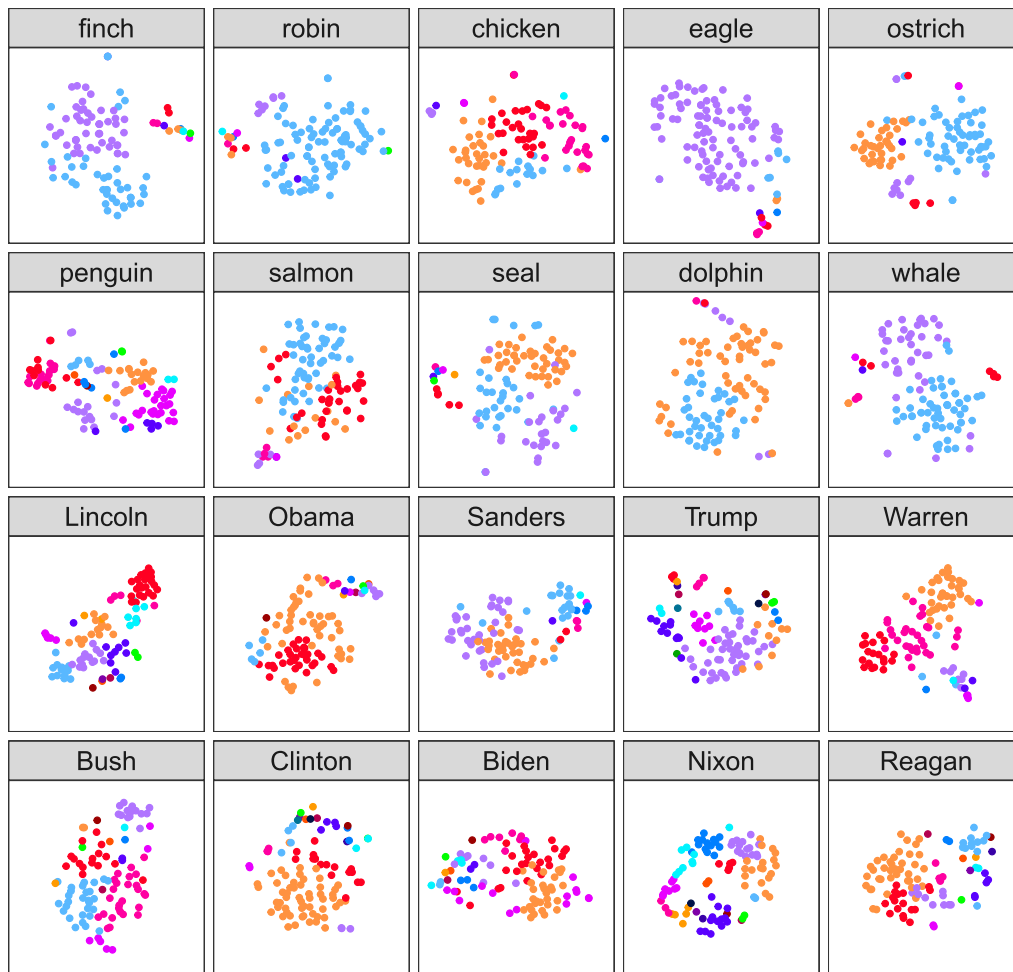 finch
robin
chicken
eagle
ostrich
penguin
salmon
seal
dolphin
whale
Lincoln
Obama
Sanders
Trump
Warren
Bush
Clinton
Biden
Nixon
Reagan